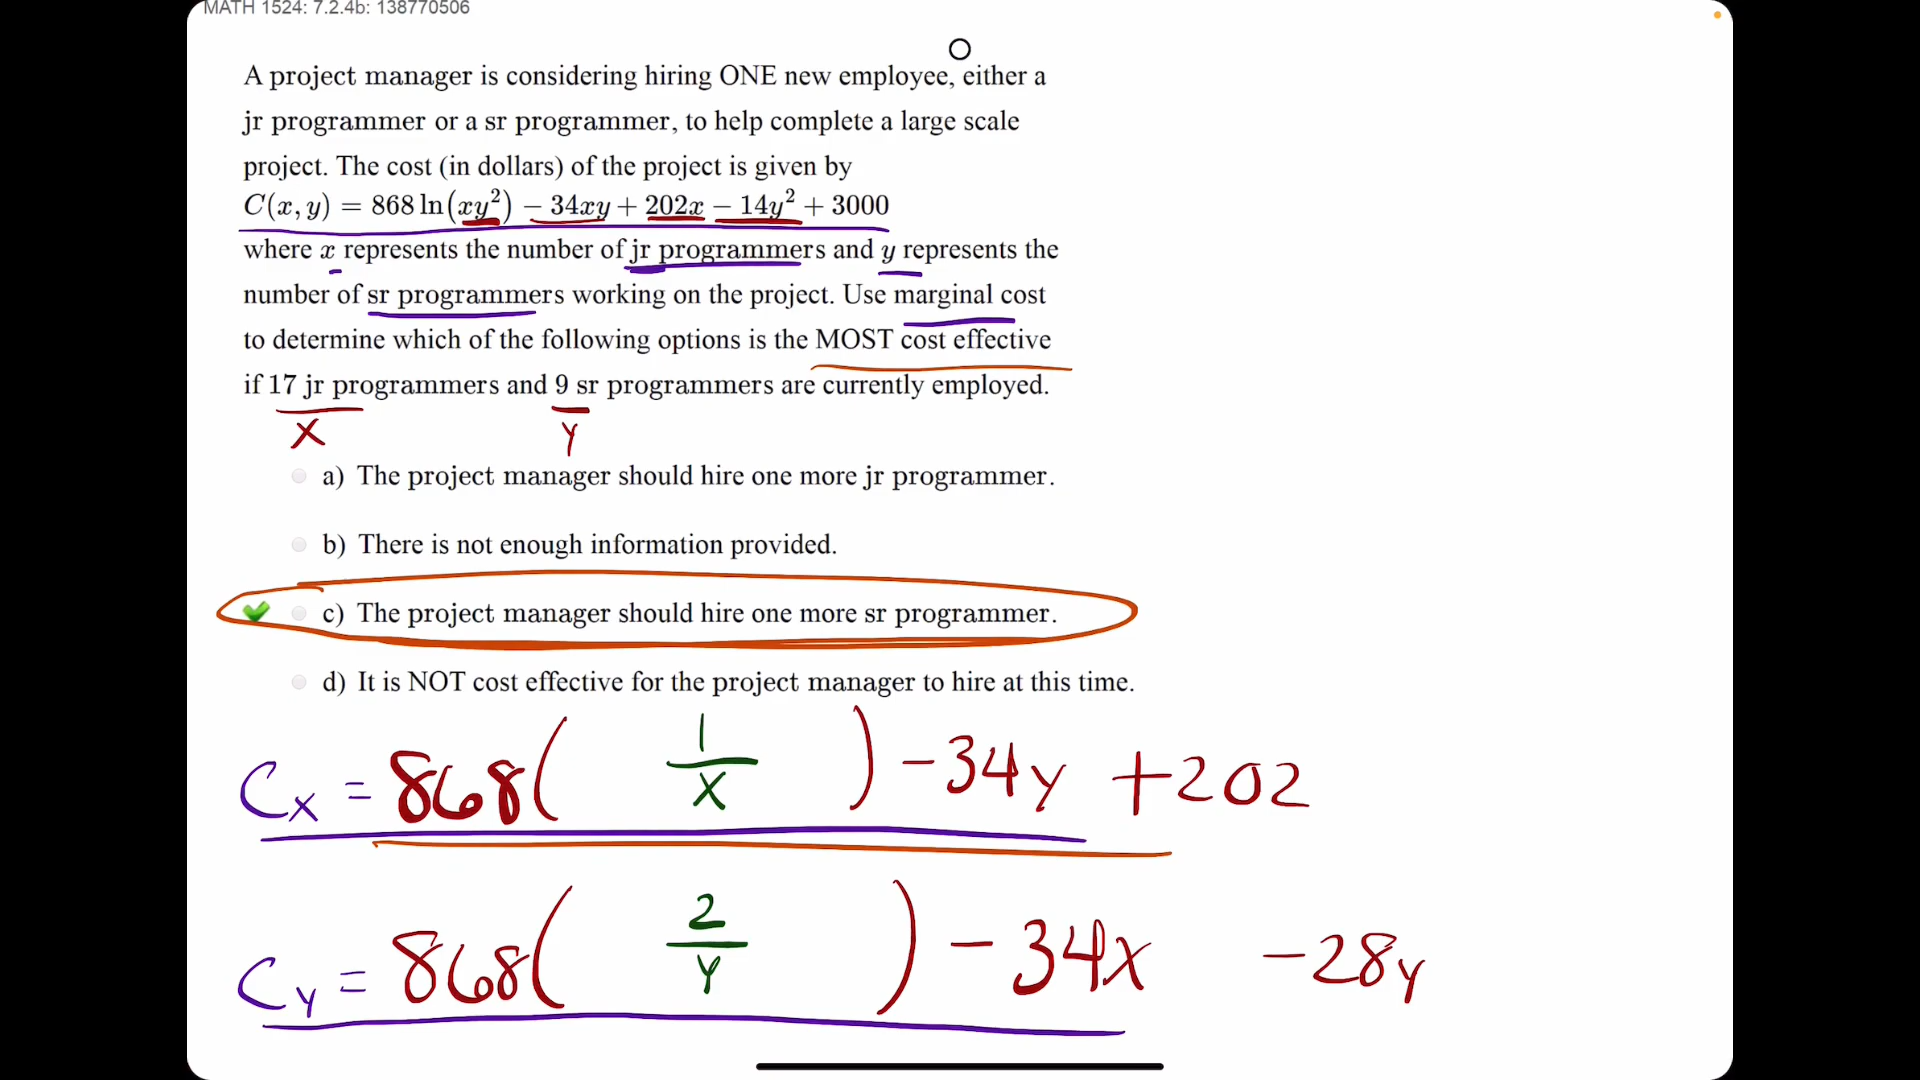 MATH 1524: 7.2.4b: 138770506
A project manager is considering hiring ONE new employee, either a
jr programmer or a sr programmer, to help complete a large scale
project. The cost (in dollars) of the project is given by
C(x, y) = 868 ln(xy²) − 34xy + 202x − 14y² + 3000
where x represents the number of jr programmers and y represents the
number of sr programmers working on the project. Use marginal cost
to determine which of the following options is the MOST cost effective
if 17 jr programmers and 9 sr programmers are currently employed.
X Y
a) The project manager should hire one more jr programmer.
b) There is not enough information provided.
c) The project manager should hire one more sr programmer.
d) It is NOT cost effective for the project manager to hire at this time.
Cx = 868( 1/x ) −34y +202
Cy = 868( 2/y ) − 34x −28y